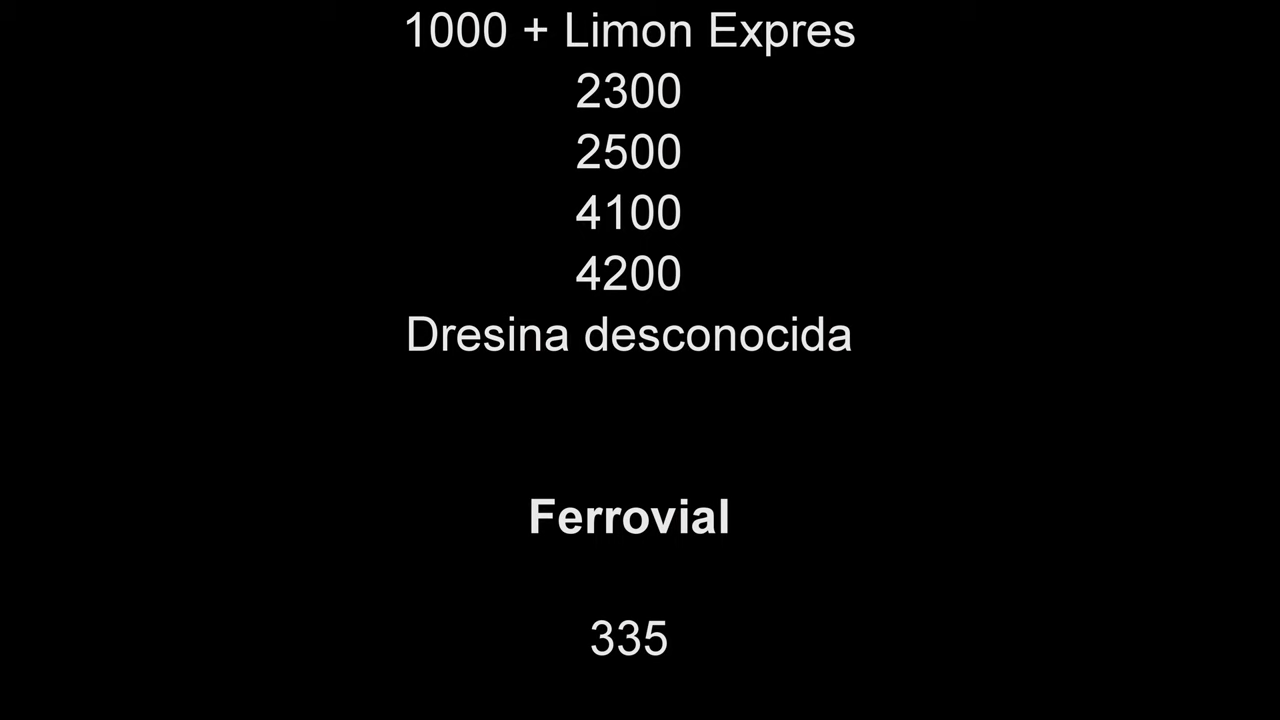 1000 + Limon Expres
2300
2500
4100
4200
Dresina desconocida
Ferrovial
335